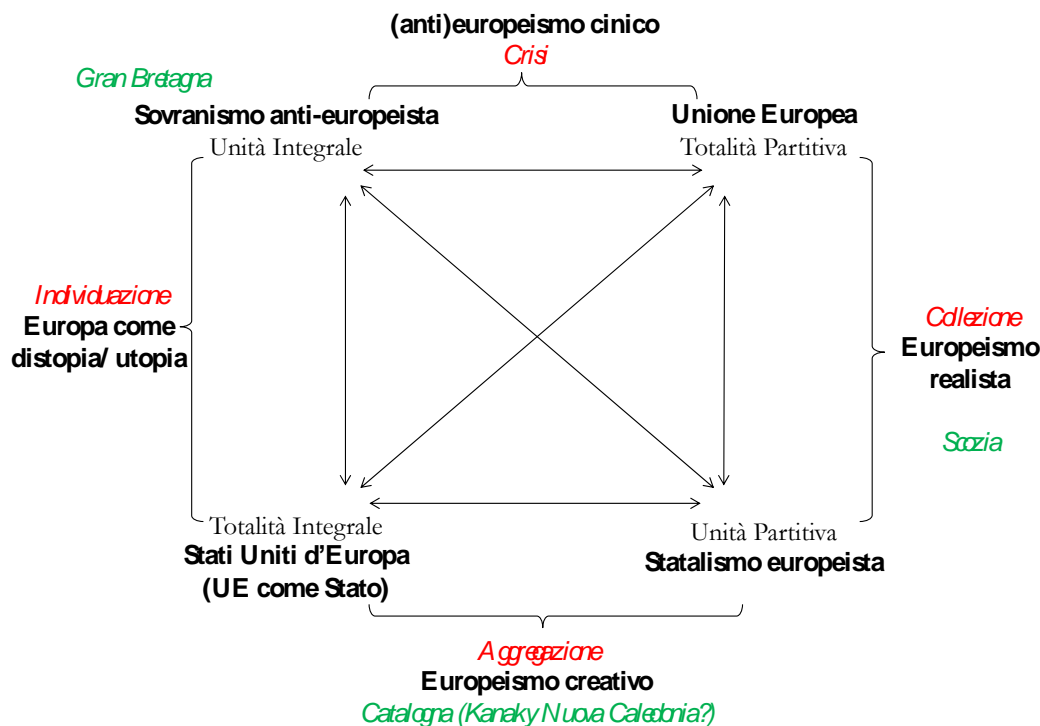 (anti)europeismo cinico
Crisi
Gran Bretagna
Sovranismo anti-europeista
Unione Europea
Unità Integrale
Totalità Partitiva
Individuazione
Europa come
distopia/ utopia
Collezione
Europeismo
realista
Scozia
Totalità Integrale
Stati Uniti d'Europa
(UE come Stato)
Unità Partitiva
Statalismo europeista
Aggregazione
Europeismo creativo
Catalogna (Kanaky Nuova Caledonia?)